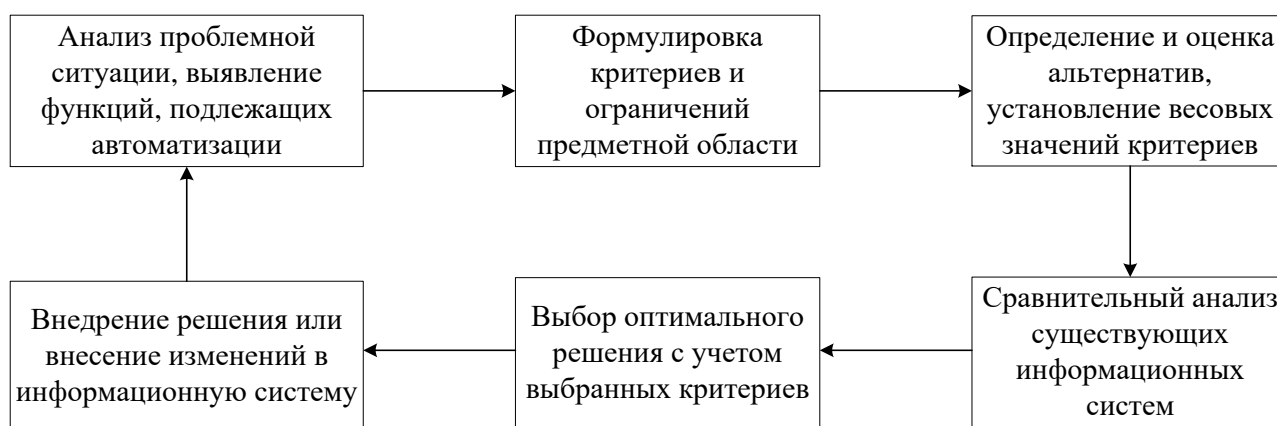 Анализ проблемной
ситуации, выявление
функций, подлежащих
автоматизации
Формулировка
критериев и
ограничений
предметной области
Определение и оценка
альтернатив,
установление весовых
значений критериев
Сравнительный анализ
существующих
информационных
систем
Выбор оптимального
решения с учетом
выбранных критериев
Внедрение решения или
внесение изменений в
информационную систему